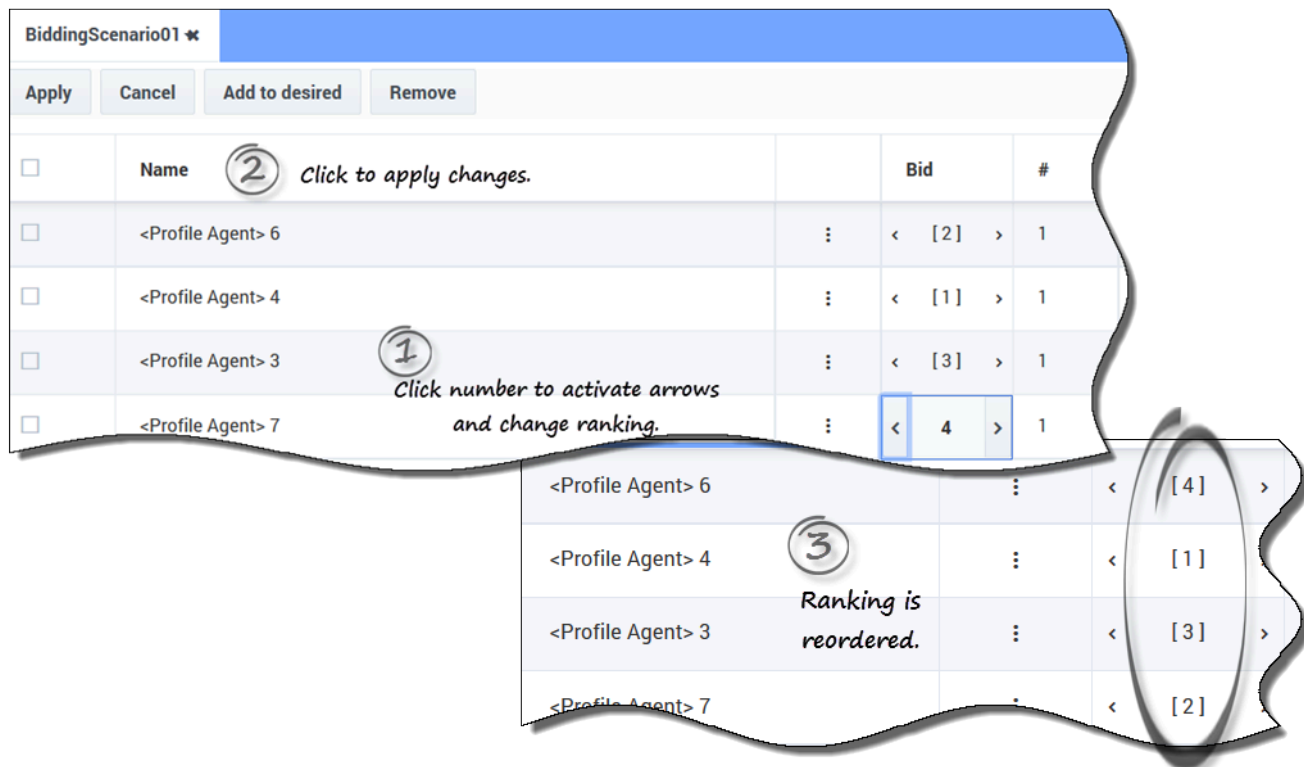 BiddingScenario01 ✖
Apply Cancel Add to desired Remove
Name Bid #
2 Click to apply changes.
<Profile Agent> 6 ⋮ < [ 2 ] > 1
<Profile Agent> 4 ⋮ < [ 1 ] > 1
1
<Profile Agent> 3 ⋮ < [ 3 ] > 1
Click number to activate arrows
and change ranking.
<Profile Agent> 7 ⋮ < 4 > 1
<Profile Agent> 6 ⋮ < [ 4 ] >
3
<Profile Agent> 4 ⋮ < [ 1 ]
Ranking is
reordered.
<Profile Agent> 3 ⋮ < [ 3 ] >
<Profile Agent> 7 < [ 2 ]